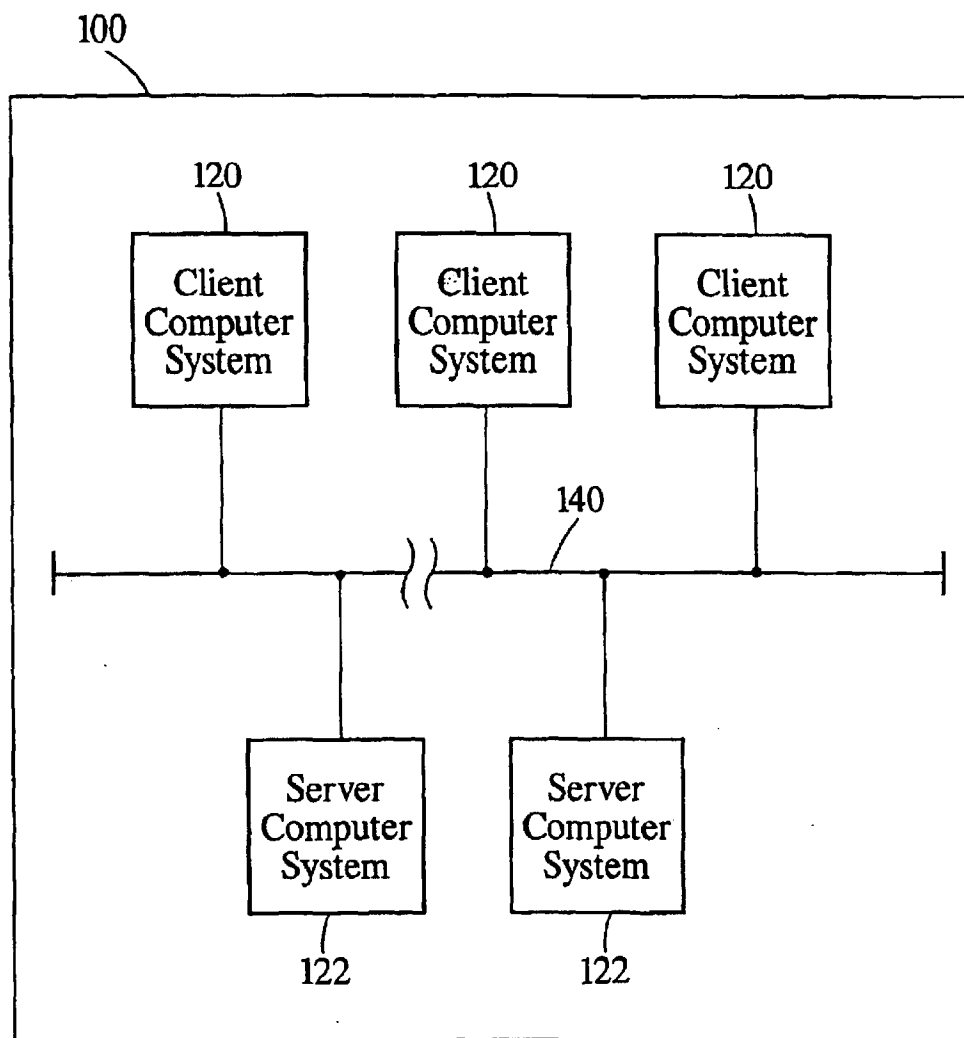 100
120
120
120
Client
Computer
System
Client
Computer
System
Client
Computer
System
140
Server
Computer
System
Server
Computer
System
122
122